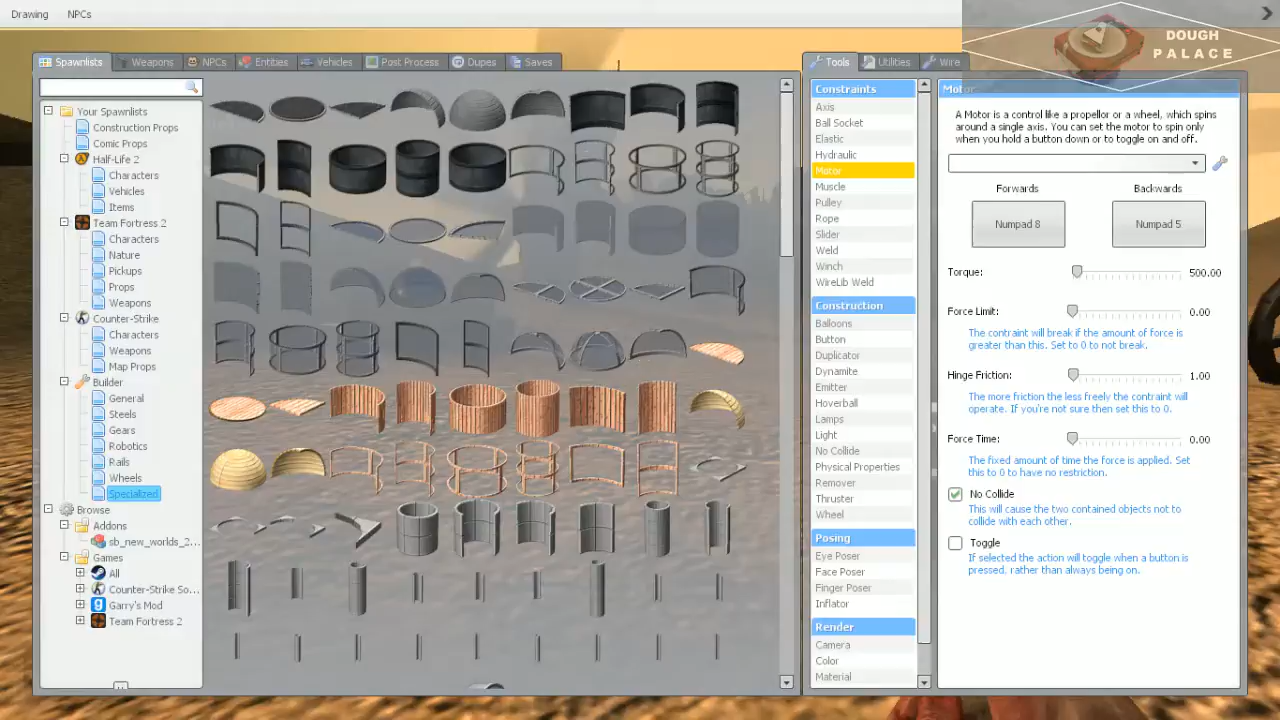 Drawing NPCs
DOUGH
PALACE
Spawnlists Weapons NPCs Entities Vehicles Post Process Dupes Saves
Tools Utilities Wire
Your Spawnlists
Construction Props
Comic Props
Half-Life 2
Characters
Vehicles
Items
Team Fortress 2
Characters
Nature
Pickups
Props
Weapons
Counter-Strike
Characters
Weapons
Map Props
Builder
General
Steels
Gears
Robotics
Rails
Wheels
Specialized
Browse
Addons
sb_new_worlds_2...
Games
All
Counter-Strike So...
Garry's Mod
Team Fortress 2
Constraints
Axis
Ball Socket
Elastic
Hydraulic
Motor
Muscle
Pulley
Rope
Slider
Weld
Winch
WireLib Weld
Construction
Balloons
Button
Duplicator
Dynamite
Emitter
Hoverball
Lamps
Light
No Collide
Physical Properties
Remover
Thruster
Wheel
Posing
Eye Poser
Face Poser
Finger Poser
Inflator
Render
Camera
Color
Material
Motor
A Motor is a control like a propellor or a wheel, which spins
around a single axis. You can set the motor to spin only
when you hold a button down or to toggle on and off.
Forwards Backwards
Numpad 8 Numpad 5
Torque: 500.00
Force Limit: 0.00
The contraint will break if the amount of force is
greater than this. Set to 0 to not break.
Hinge Friction: 1.00
The more friction the less freely the contraint will
operate. If you're not sure then set this to 0.
Force Time: 0.00
The fixed amount of time the force is applied. Set
this to 0 to have no restriction.
No Collide
This will cause the two contained objects not to
collide with each other.
Toggle
If selected the action will toggle when a button is
pressed, rather than always being on.